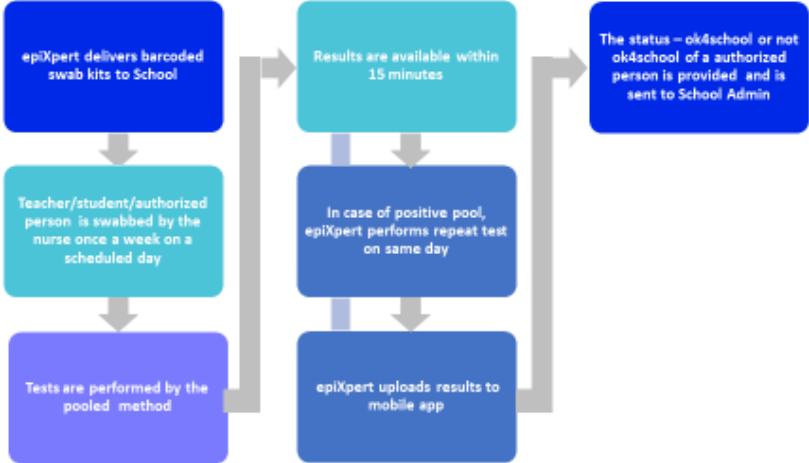 epiXpert delivers barcoded
swab kits to School
Teacher/student/authorized
person is swabbed by the
nurse once a week on a
scheduled day
Tests are performed by the
pooled method
Results are available within
15 minutes
In case of positive pool,
epiXpert performs repeat test
on same day
epiXpert uploads results to
mobile app
The status – ok4school or not
ok4school of a authorized
person is provided and is
sent to School Admin